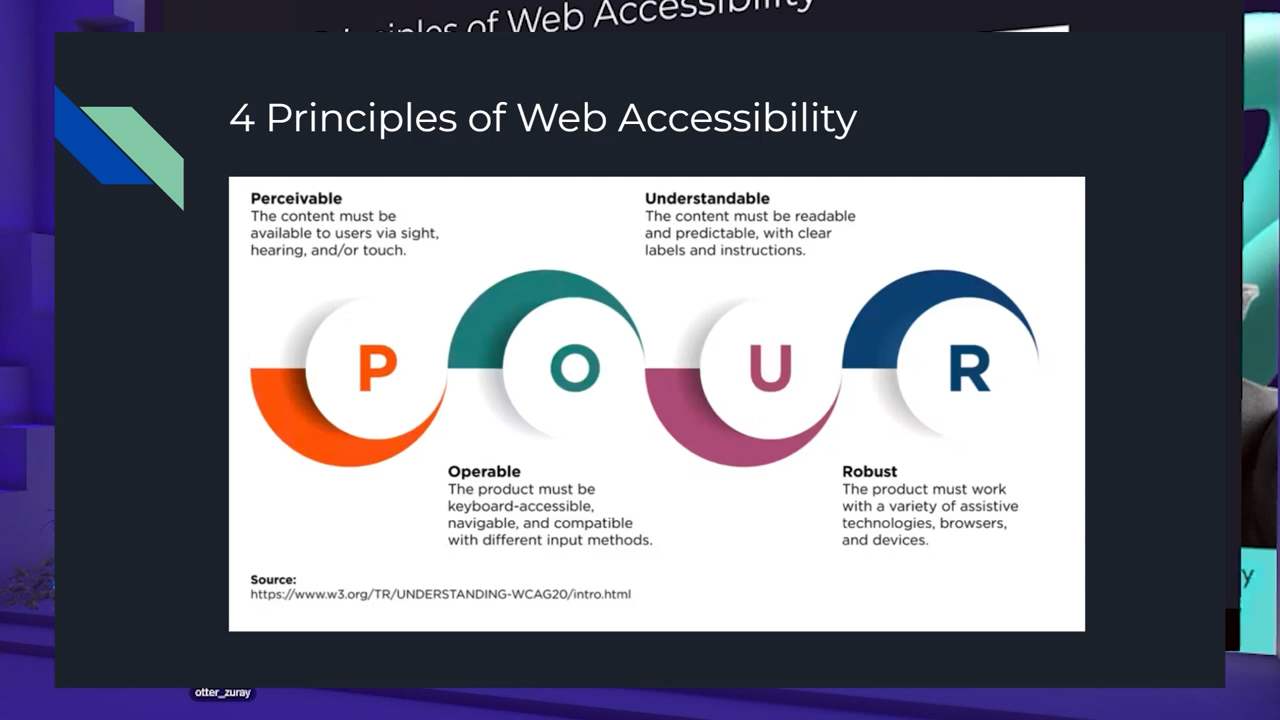 Principles of Web Accessibility
4 Principles of Web Accessibility
Perceivable
The content must be
available to users via sight,
hearing, and/or touch.
Understandable
The content must be readable
and predictable, with clear
labels and instructions.
P
O
U
R
Operable
The product must be
keyboard-accessible,
navigable, and compatible
with different input methods.
Robust
The product must work
with a variety of assistive
technologies, browsers,
and devices.
Source:
https://www.w3.org/TR/UNDERSTANDING-WCAG20/intro.html
otter_zuray